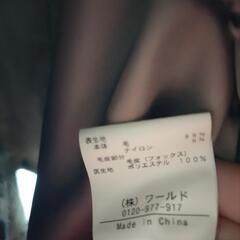 表生地
本体 毛
ナイロン
毛皮部分 毛皮（フォックス）
裏生地 ポリエステル 100%
(株) ワールド
0120-977-917
Made in China